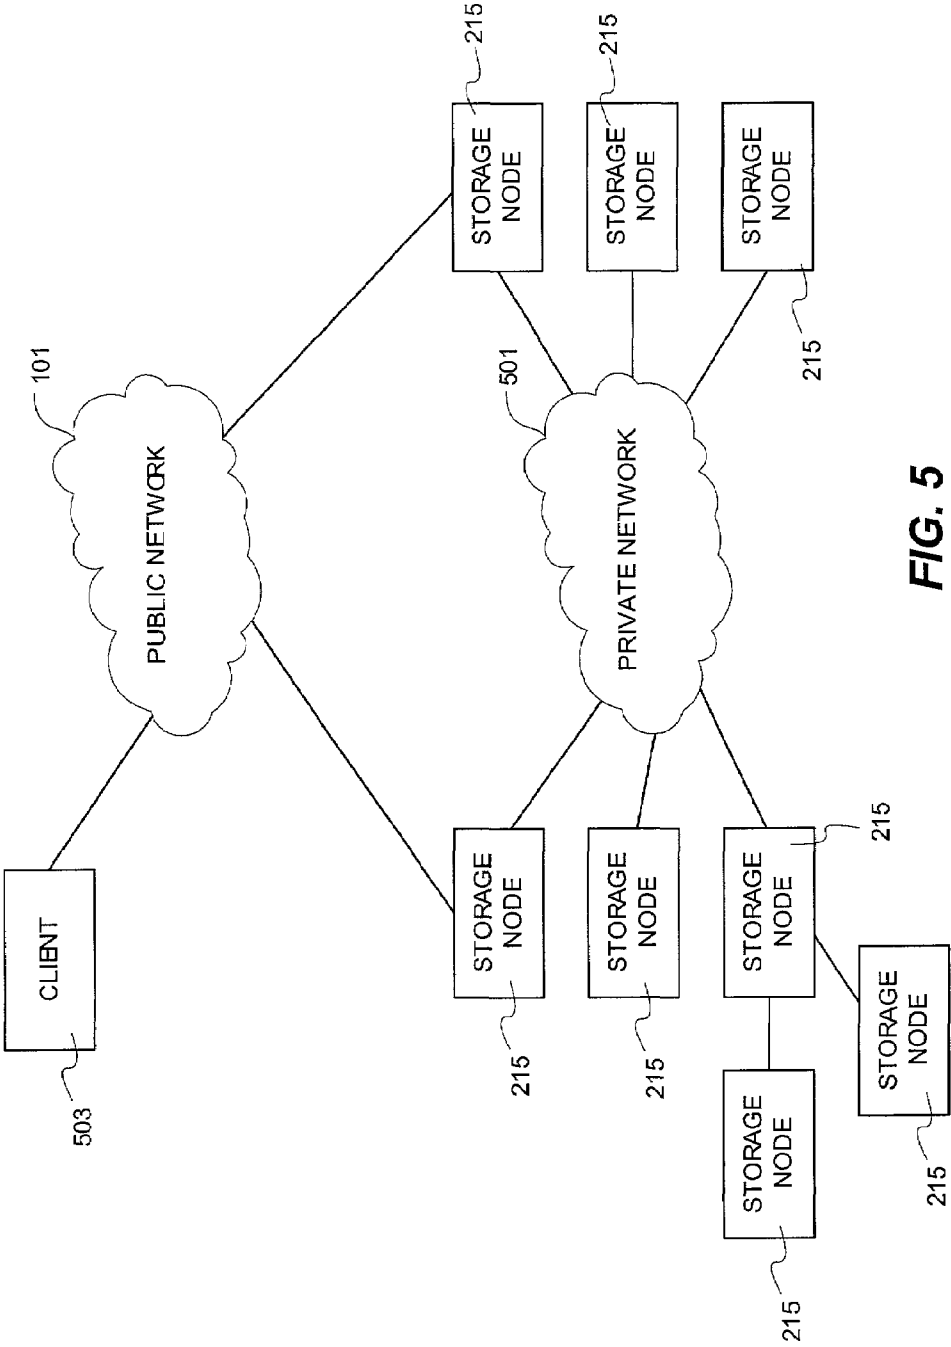 CLIENT
101
503
PUBLIC NETWORK
215
STORAGE
NODE
STORAGE
NODE
215
501
215
STORAGE
NODE
PRIVATE NETWORK
STORAGE
NODE
215
STORAGE
NODE
STORAGE
NODE
STORAGE
NODE
215
215
215
STORAGE
NODE
215
FIG. 5